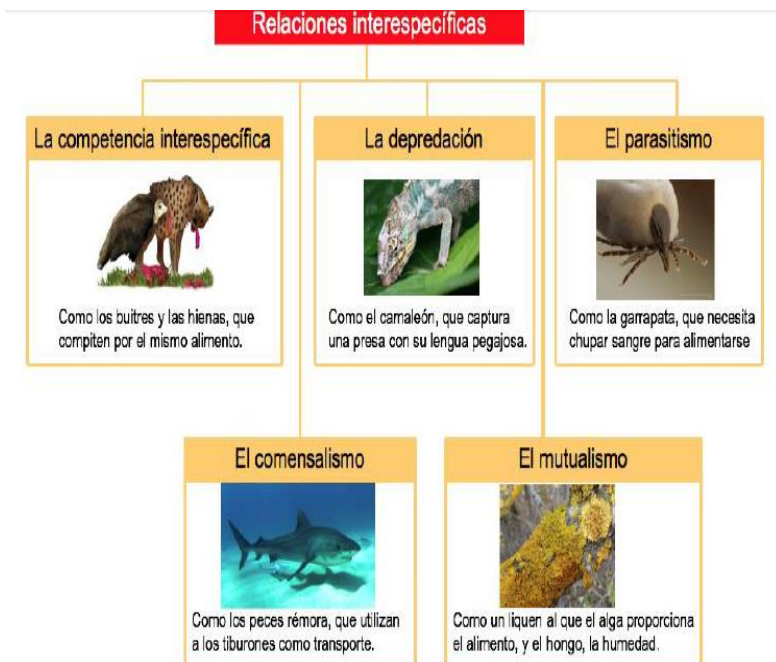 Relaciones interespecíficas
La competencia interespecífica
Como los buitres y las hienas, que
compiten por el mismo alimento.
La depredación
Como el camaleón, que captura
una presa con su lengua pegajosa.
El parasitismo
Como la garrapata, que necesita
chupar sangre para alimentarse
El comensalismo
Como los peces rémora, que utilizan
a los tiburones como transporte.
El mutualismo
Como un liquen al que el alga proporciona
el alimento, y el hongo, la humedad.